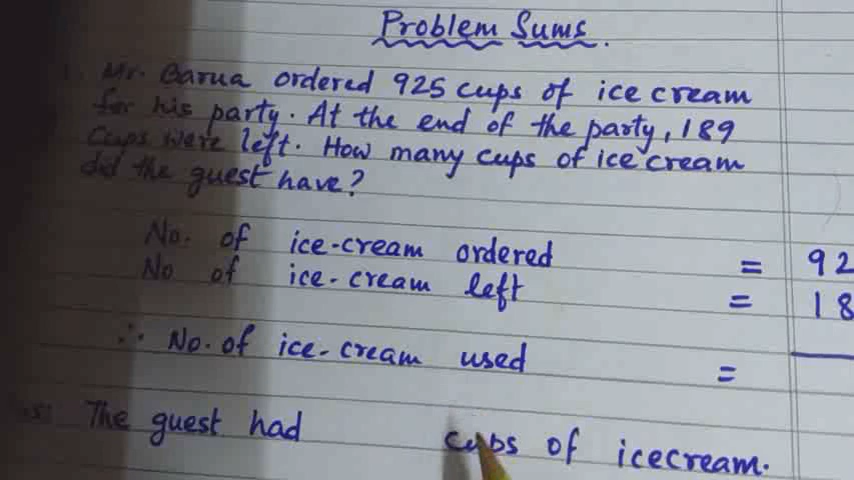 Problem Sums.
1. Mr. Barua ordered 925 cups of ice cream
for his party. At the end of the party, 189
Cups were left. How many cups of ice cream
did the guest have?
No. of ice-cream ordered = 92
No of ice-cream left = 18
∴ No. of ice-cream used =
The guest had cups of icecream.